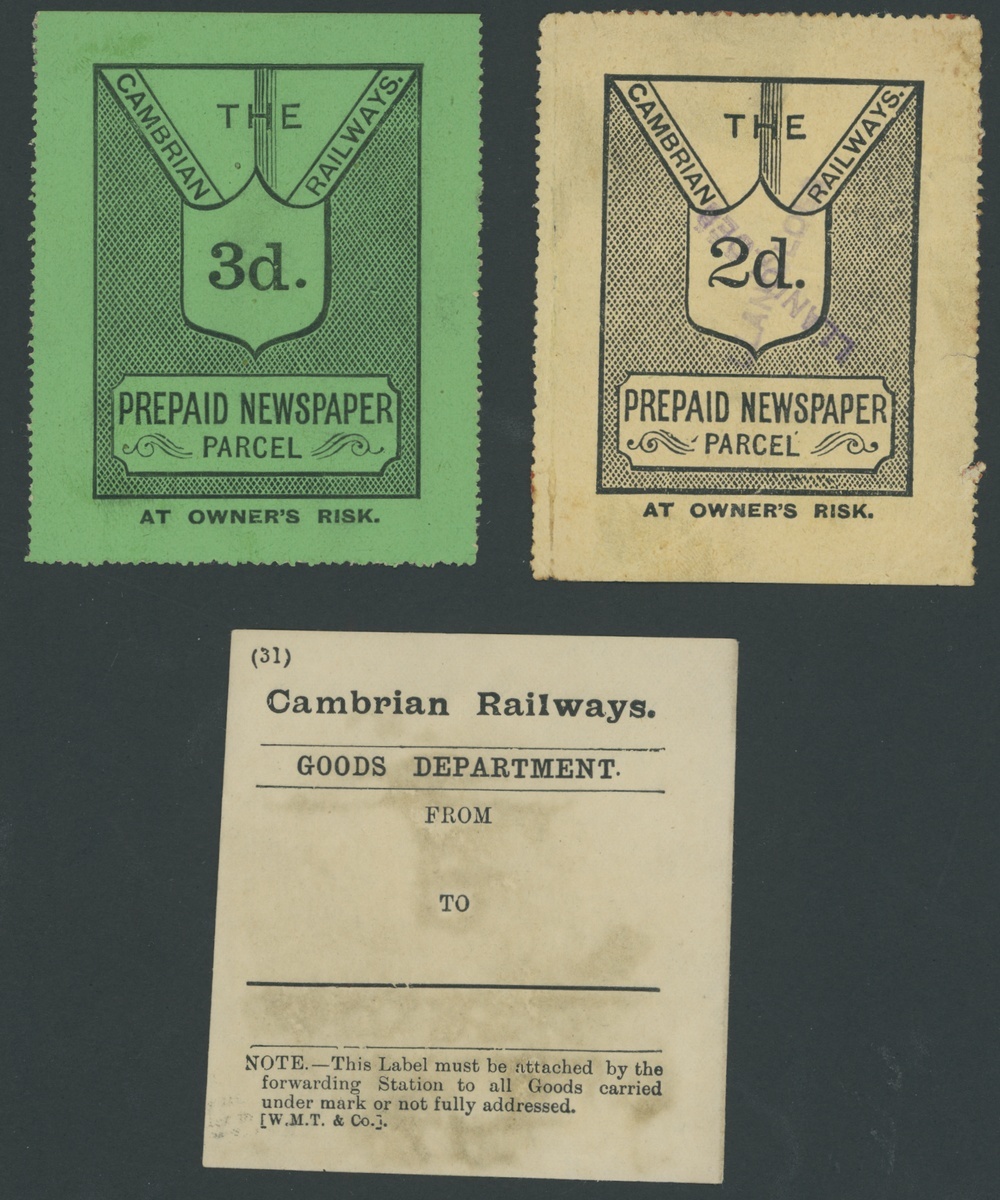 THE
CAMBRIAN RAILWAYS.
3d.
PREPAID NEWSPAPER
PARCEL
AT OWNER'S RISK.
THE
CAMBRIAN RAILWAYS.
2d.
PREPAID NEWSPAPER
PARCEL
AT OWNER'S RISK.
(31)
Cambrian Railways.
GOODS DEPARTMENT.
FROM
TO
NOTE.—This Label must be attached by the
forwarding Station to all Goods carried
under mark or not fully addressed.
[W.M.T. & Co.].